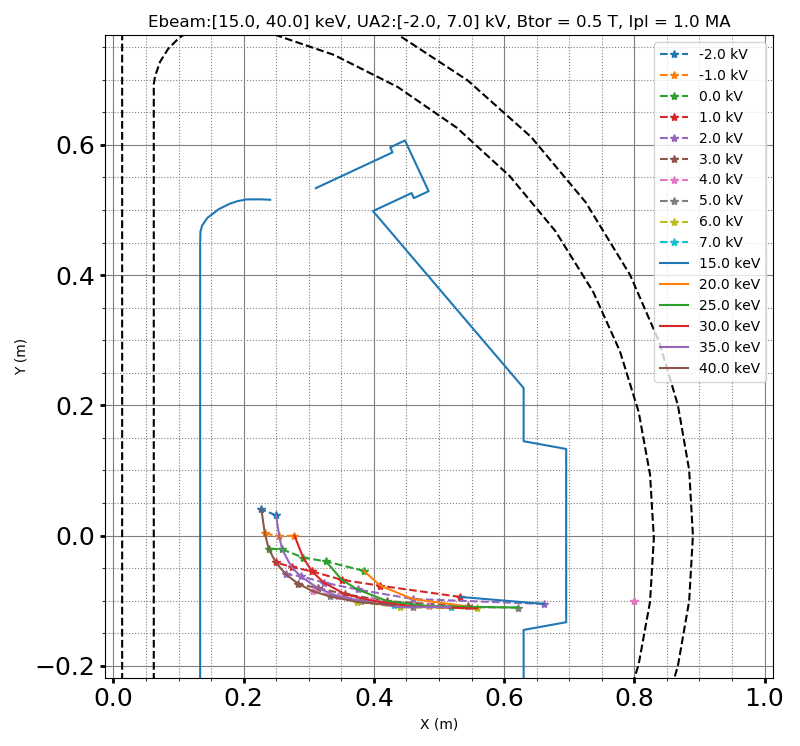 Ebeam:[15.0, 40.0] keV, UA2:[-2.0, 7.0] kV, Btor = 0.5 T, Ipl = 1.0 MA
-2.0 kV
-1.0 kV
0.0 kV
1.0 kV
2.0 kV
3.0 kV
4.0 kV
5.0 kV
6.0 kV
7.0 kV
15.0 keV
20.0 keV
25.0 keV
30.0 keV
35.0 keV
40.0 keV
0.6
0.4
0.2
0.0
−0.2
Y (m)
0.0 0.2 0.4 0.6 0.8 1.0
X (m)